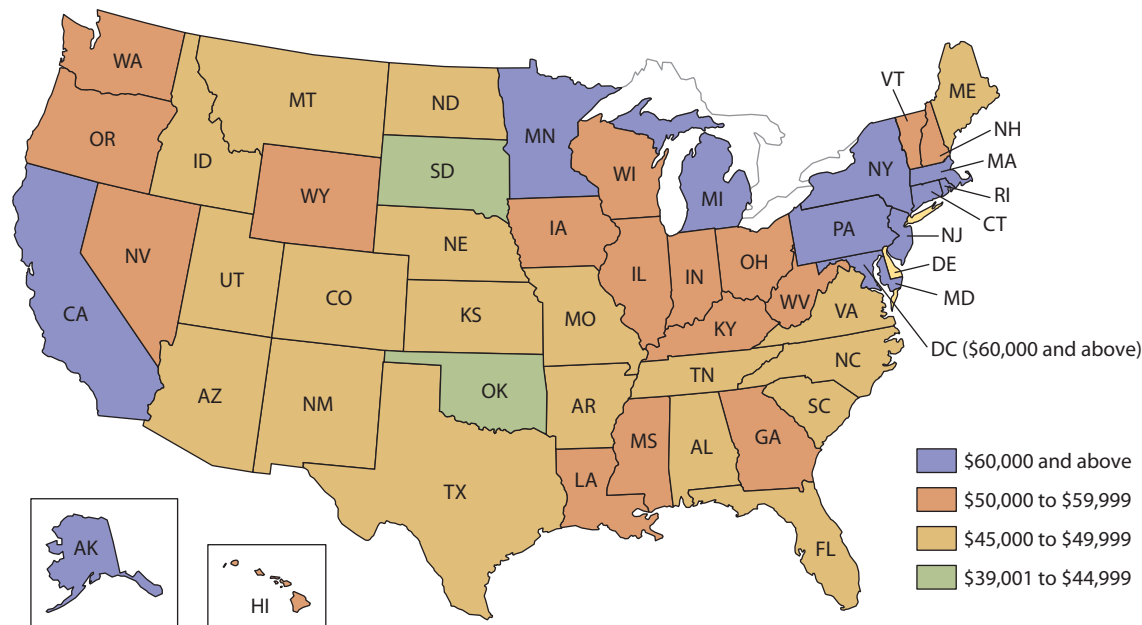 WA
MT
ND
MN
VT
ME
OR
ID
SD
WI
NY
NH
MA
WY
MI
RI
CT
IA
NE
PA
NJ
NV
UT
CO
IL
IN
OH
DE
MD
CA
KS
MO
WV
VA
KY
DC ($60,000 and above)
AZ
NM
OK
AR
TN
NC
SC
MS
AL
GA
TX
LA
FL
AK
HI
$60,000 and above
$50,000 to $59,999
$45,000 to $49,999
$39,001 to $44,999